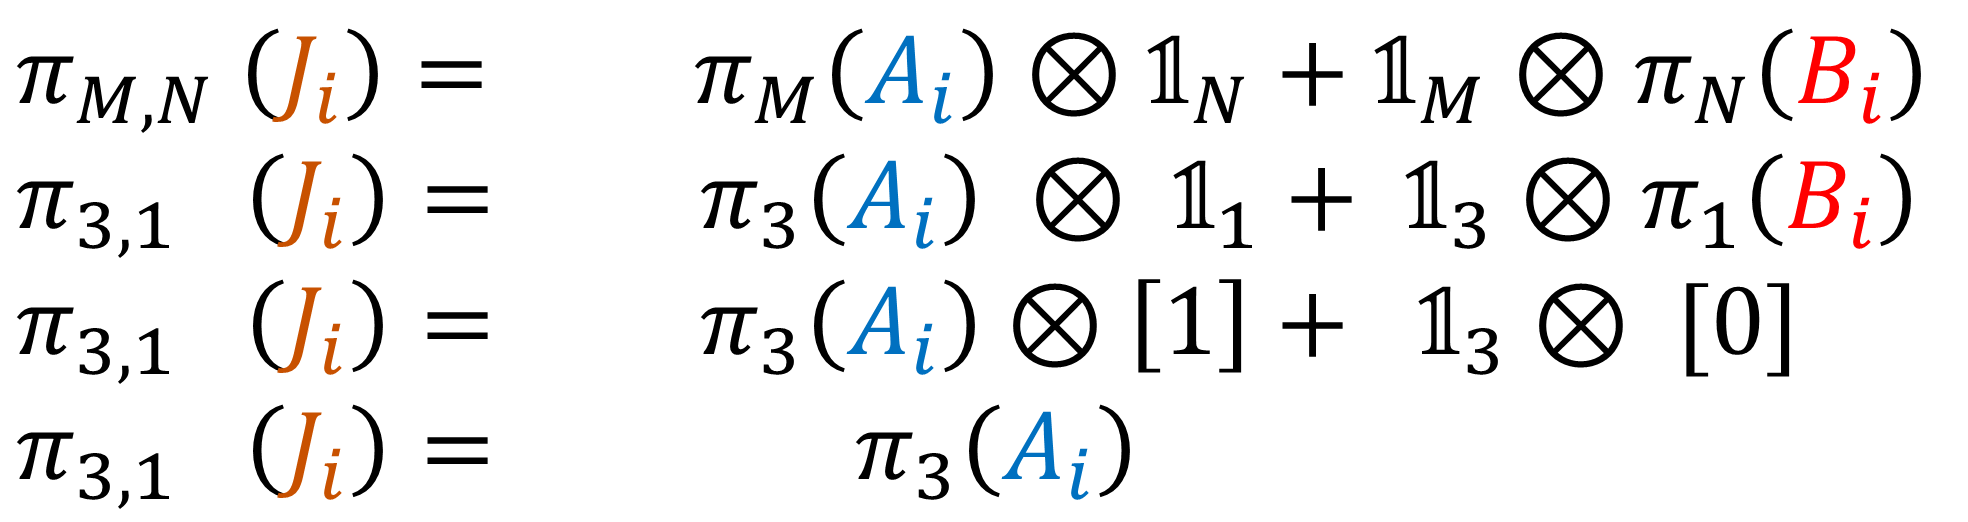 π_{M,N} (J_i) = π_M(A_i) ⊗ 𝟙_N + 𝟙_M ⊗ π_N(B_i)
π_{3,1} (J_i) = π_3(A_i) ⊗ 𝟙_1 + 𝟙_3 ⊗ π_1(B_i)
π_{3,1} (J_i) = π_3(A_i) ⊗ [1] + 𝟙_3 ⊗ [0]
π_{3,1} (J_i) = π_3(A_i)